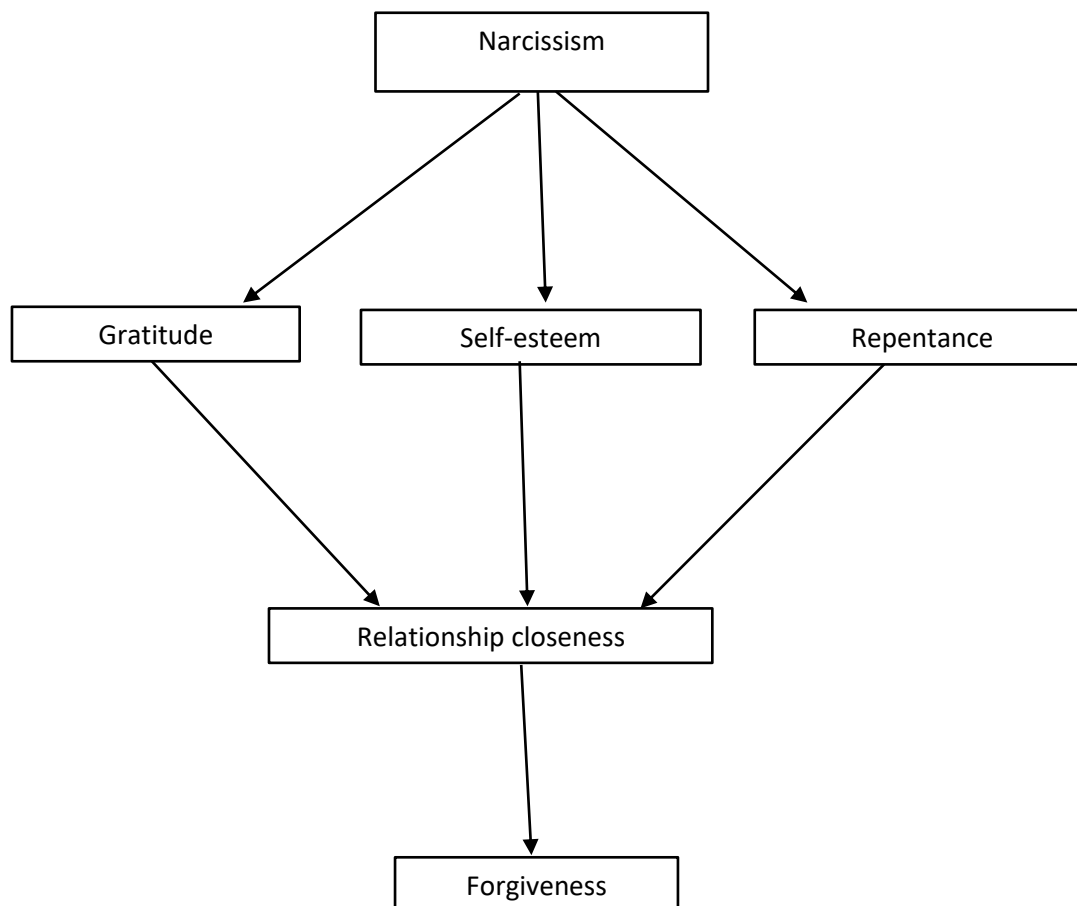 Narcissism
Gratitude
Self-esteem
Repentance
Relationship closeness
Forgiveness